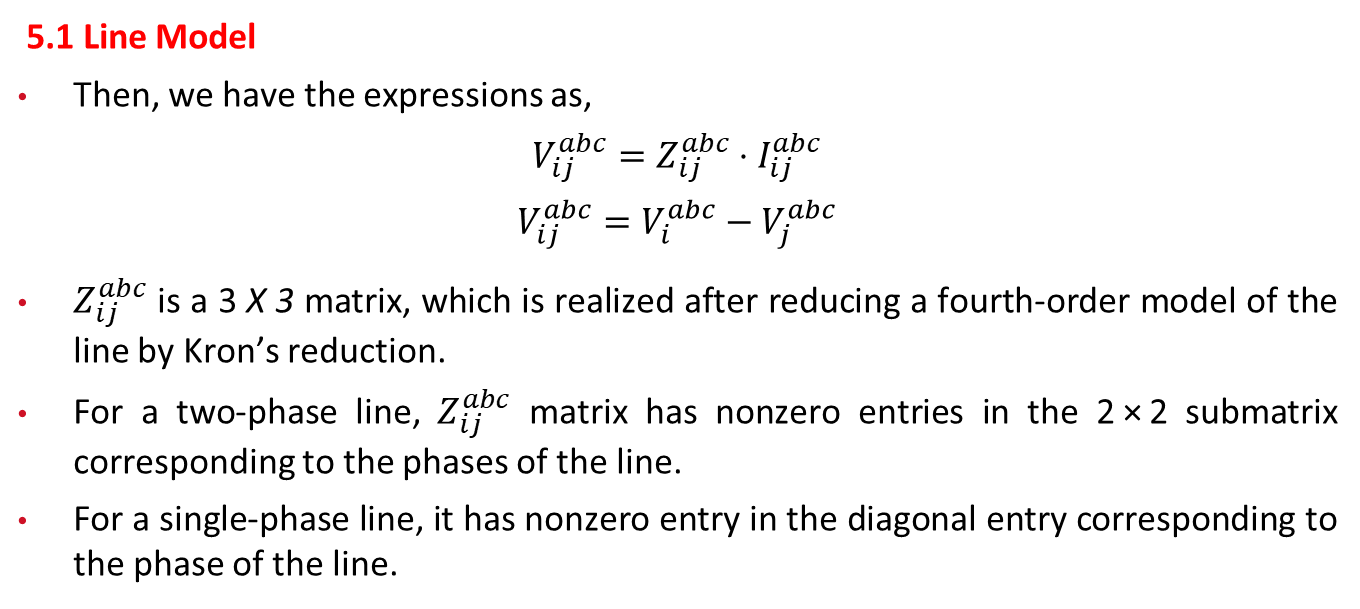 5.1 Line Model
• Then, we have the expressions as,
$V_{ij}^{abc} = Z_{ij}^{abc} \cdot I_{ij}^{abc}$
$V_{ij}^{abc} = V_i^{abc} - V_j^{abc}$
• $Z_{ij}^{abc}$ is a 3 X 3 matrix, which is realized after reducing a fourth-order model of the
line by Kron’s reduction.
• For a two-phase line, $Z_{ij}^{abc}$ matrix has nonzero entries in the 2 × 2 submatrix
corresponding to the phases of the line.
• For a single-phase line, it has nonzero entry in the diagonal entry corresponding to
the phase of the line.